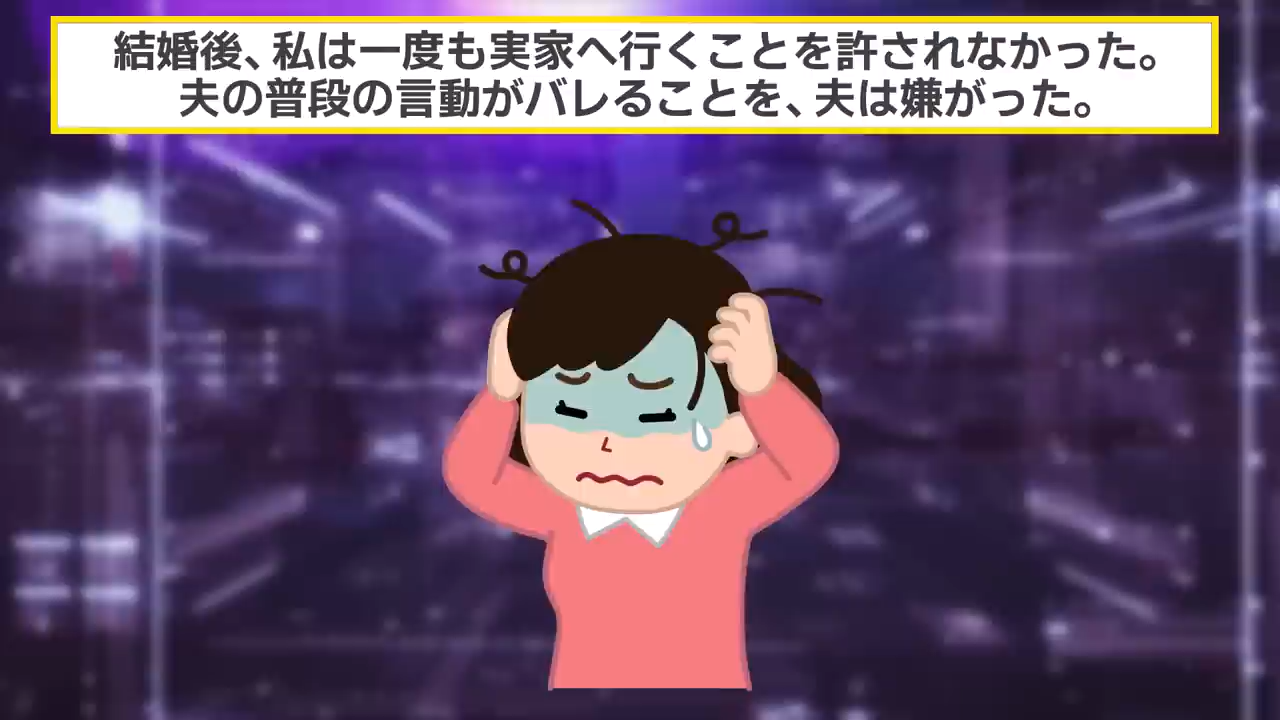 結婚後、私は一度も実家へ行くことを許されなかった。
夫の普段の言動がバレることを、夫は嫌がった。